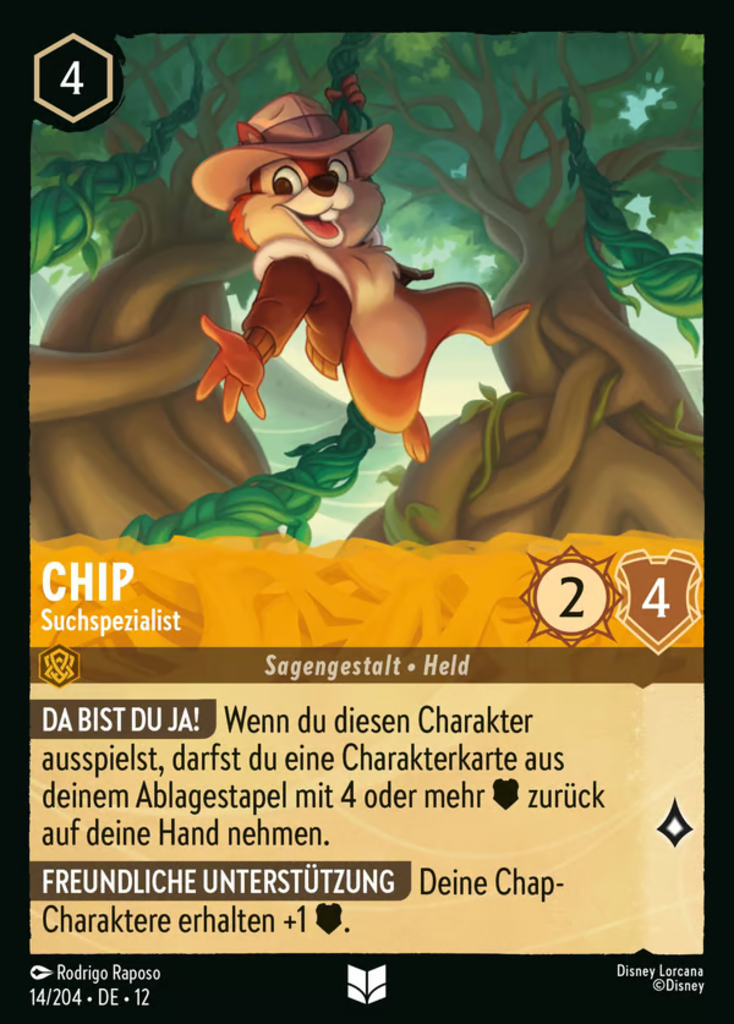 4
CHIP
Suchspezialist
2
4
Sagengestalt • Held
DA BIST DU JA! Wenn du diesen Charakter
ausspielst, darfst du eine Charakterkarte aus
deinem Ablagestapel mit 4 oder mehr zurück
auf deine Hand nehmen.
FREUNDLICHE UNTERSTÜTZUNG Deine Chap-
Charaktere erhalten +1 .
Rodrigo Raposo
14/204 • DE • 12
Disney Lorcana
©Disney